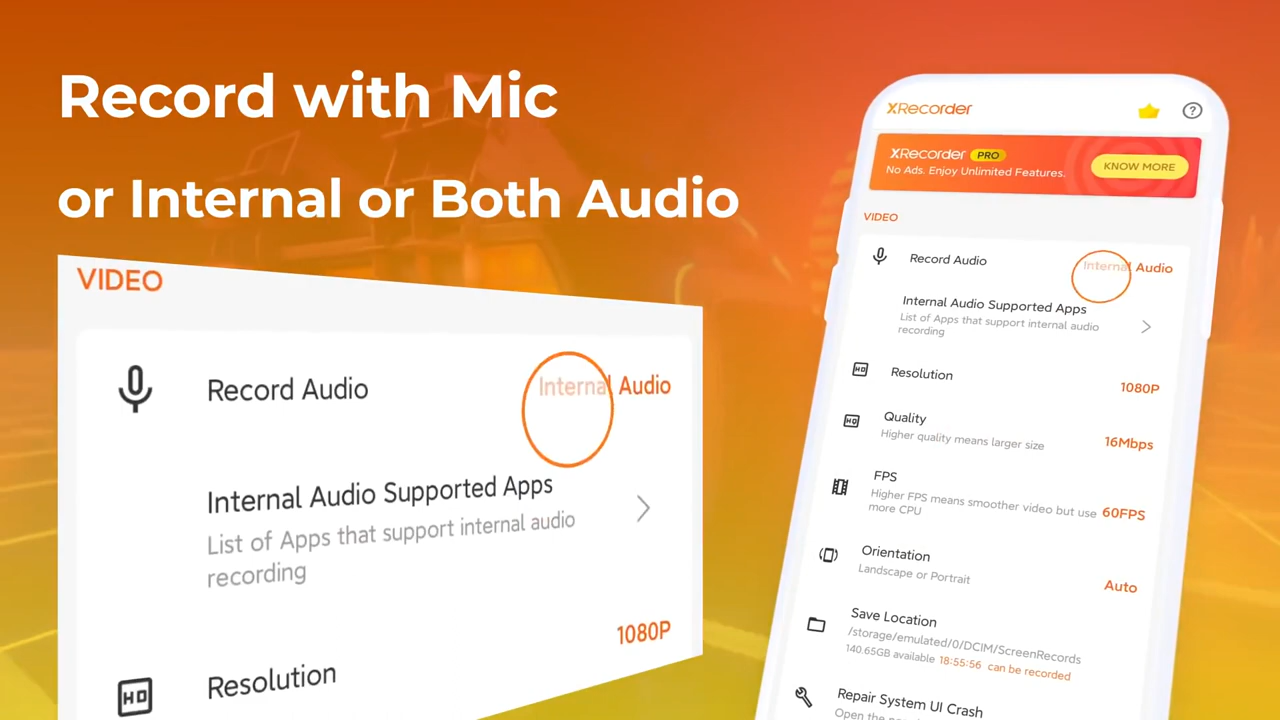 Record with Mic
or Internal or Both Audio
VIDEO
Record Audio
Internal Audio
Internal Audio Supported Apps
List of Apps that support internal audio
recording
1080P
Resolution
XRecorder
XRecorder PRO
No Ads. Enjoy Unlimited Features.
KNOW MORE
VIDEO
Record Audio
Internal Audio
Internal Audio Supported Apps
List of Apps that support internal audio
recording
Resolution
1080P
Quality
Higher quality means larger size
16Mbps
FPS
Higher FPS means smoother video but use
more CPU
60FPS
Orientation
Landscape or Portrait
Auto
Save Location
/storage/emulated/0/DCIM/ScreenRecords
140.65GB available 18:55:56 can be recorded
Repair System UI Crash
Open the